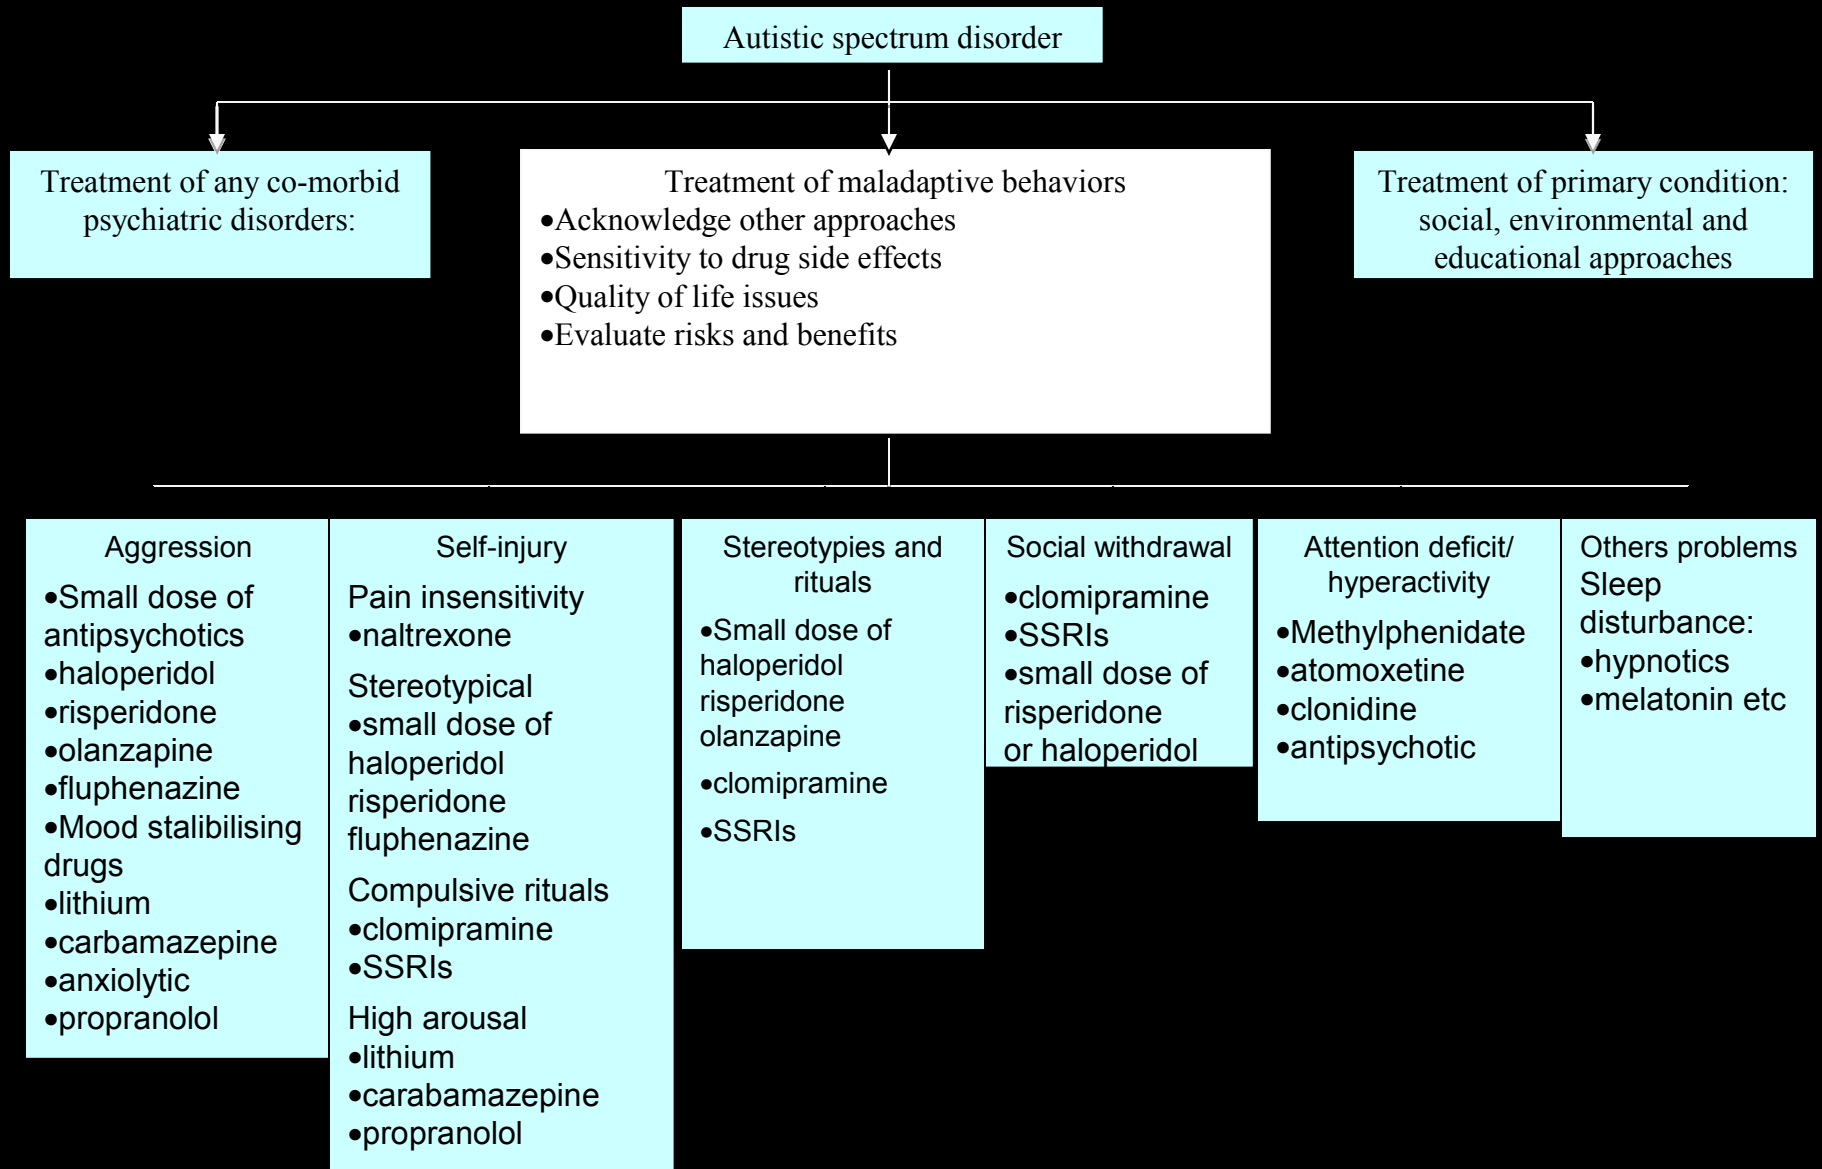 Autistic spectrum disorder
Treatment of any co-morbid
psychiatric disorders:
Treatment of maladaptive behaviors
•Acknowledge other approaches
•Sensitivity to drug side effects
•Quality of life issues
•Evaluate risks and benefits
Treatment of primary condition:
social, environmental and
educational approaches
Aggression
•Small dose of
antipsychotics
•haloperidol
•risperidone
•olanzapine
•fluphenazine
•Mood stalibilising
drugs
•lithium
•carbamazepine
•anxiolytic
•propranolol
Self-injury
Pain insensitivity
•naltrexone
Stereotypical
•small dose of
haloperidol
risperidone
fluphenazine
Compulsive rituals
•clomipramine
•SSRIs
High arousal
•lithium
•carabamazepine
•propranolol
Stereotypies and
rituals
•Small dose of
haloperidol
risperidone
olanzapine
•clomipramine
•SSRIs
Social withdrawal
•clomipramine
•SSRIs
•small dose of
risperidone
or haloperidol
Attention deficit/
hyperactivity
•Methylphenidate
•atomoxetine
•clonidine
•antipsychotic
Others problems
Sleep
disturbance:
•hypnotics
•melatonin etc